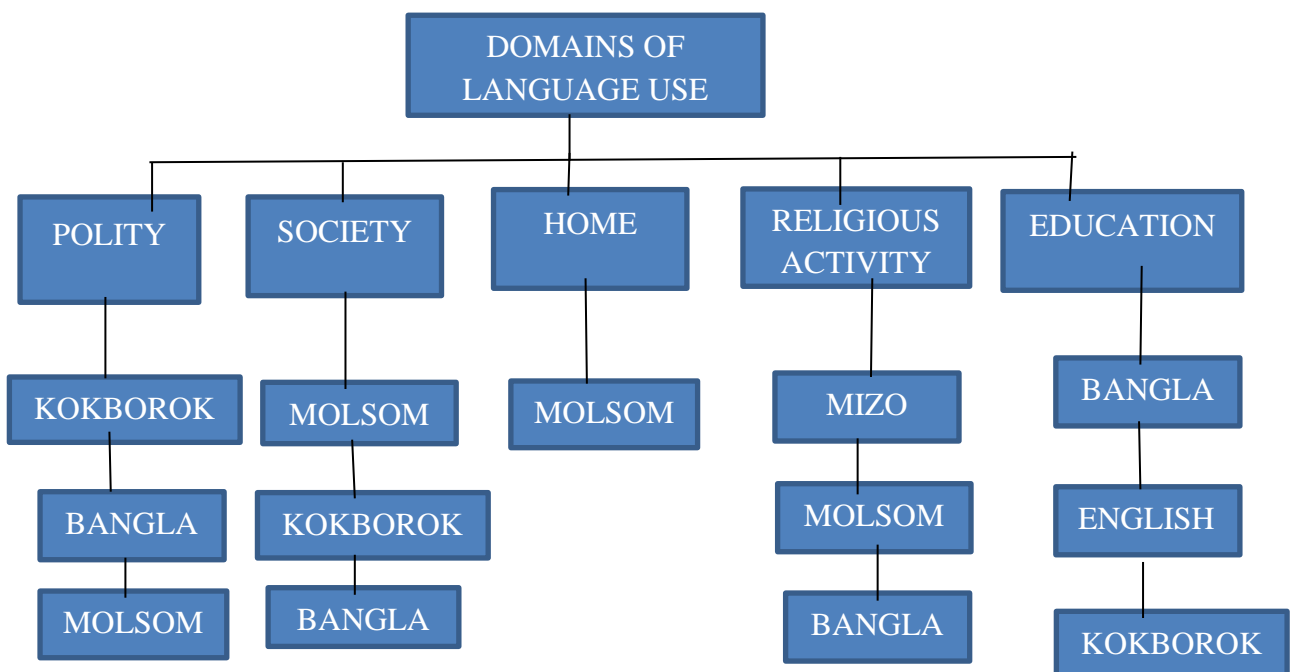 DOMAINS OF
LANGUAGE USE
POLITY
SOCIETY
HOME
RELIGIOUS
ACTIVITY
EDUCATION
KOKBOROK
MOLSOM
MOLSOM
MIZO
BANGLA
BANGLA
KOKBOROK
MOLSOM
ENGLISH
MOLSOM
BANGLA
BANGLA
KOKBOROK